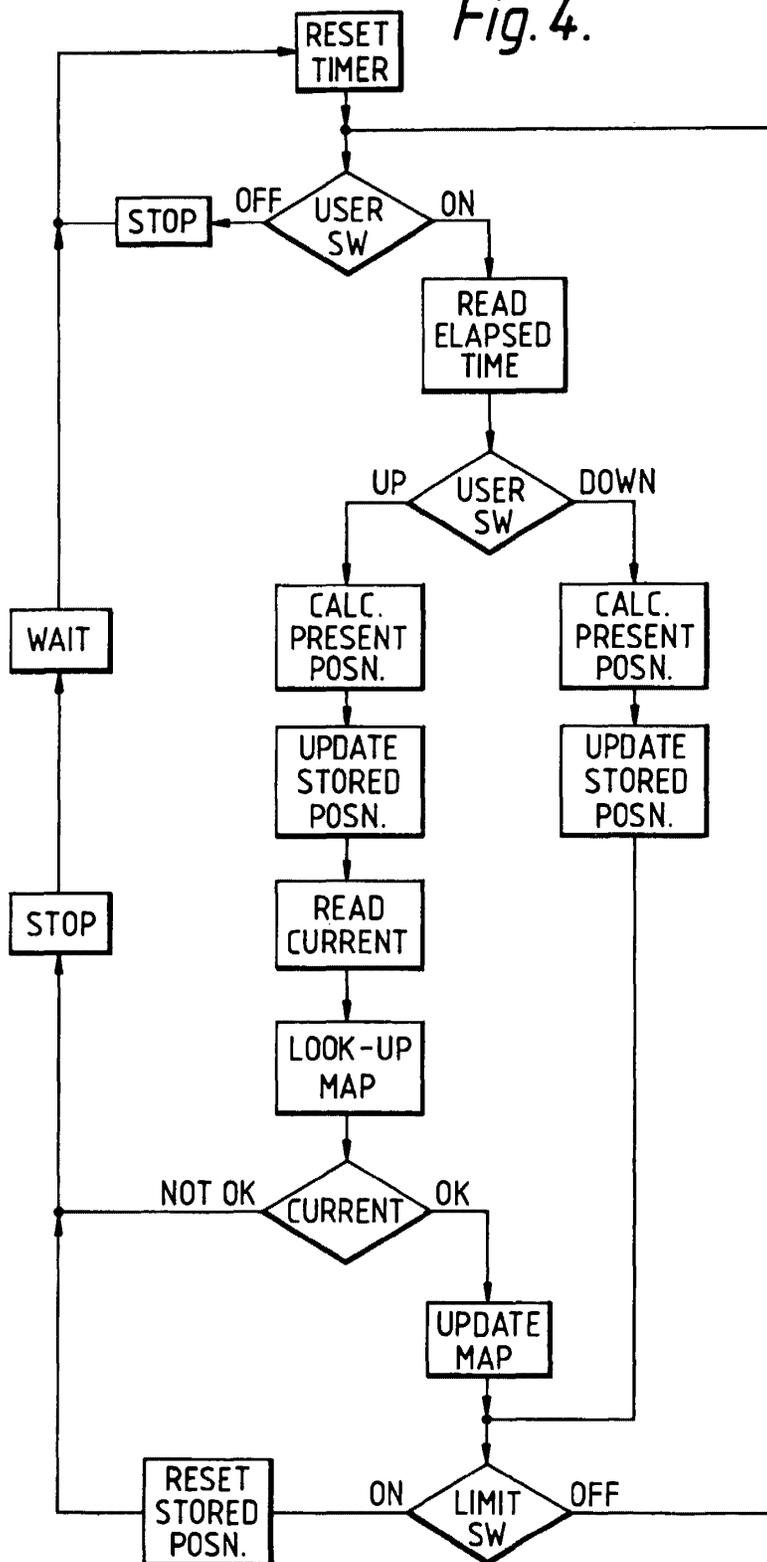 Fig. 4.
RESET
TIMER
OFF
USER
SW
ON
STOP
READ
ELAPSED
TIME
UP
USER
SW
DOWN
CALC.
PRESENT
POSN.
CALC.
PRESENT
POSN.
WAIT
UPDATE
STORED
POSN.
UPDATE
STORED
POSN.
STOP
READ
CURRENT
LOOK-UP
MAP
NOT OK
CURRENT
OK
UPDATE
MAP
RESET
STORED
POSN.
ON
LIMIT
SW
OFF